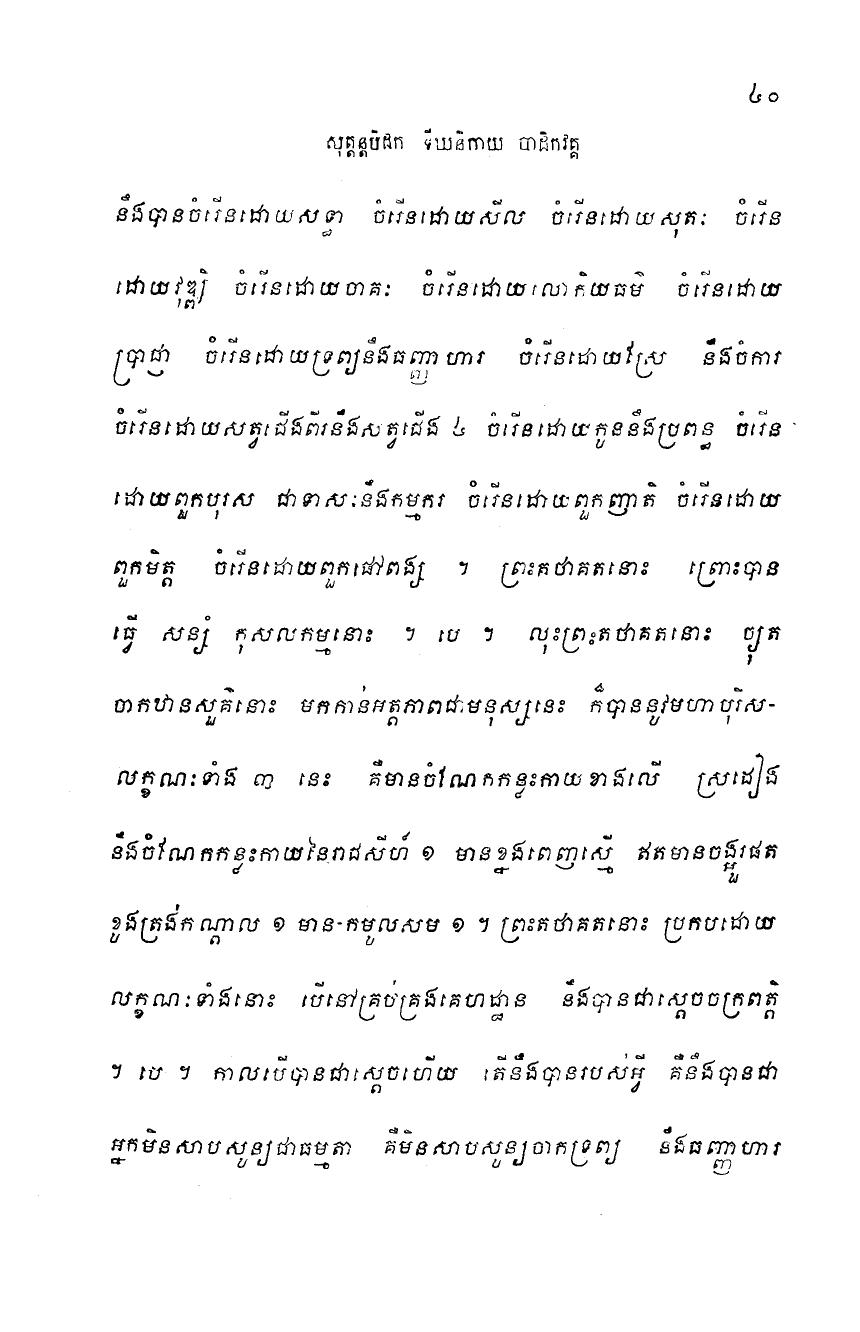 ៤០
សុត្តន្តបិដក ទីឃនិកាយ បាដិកវគ្គ
នឹងបានចំរើនដោយសទ្ធា ចំរើនដោយសីល ចំរើនដោយសុតៈ ចំរើន
ដោយវុឌ្ឍិ ចំរើនដោយចាគៈ ចំរើនដោយលោកិយធម៌ ចំរើនដោយ
ប្រាជ្ញា ចំរើនដោយទ្រព្យនឹងធញ្ញាហារ ចំរើនដោយស្រែ នឹងចំការ
ចំរើនដោយសត្វជើងពីរនឹងសត្វជើង ៤ ចំរើនដោយកូននឹងប្រពន្ធ ចំរើន
ដោយពួកបុរស ជាទាសៈនឹងកម្មករ ចំរើនដោយពួកញាតិ ចំរើនដោយ
ពួកមិត្ត ចំរើនដោយពួកផៅពង្ស ។ ព្រះតថាគតនោះ ព្រោះបាន
ធ្វើ សន្សំ កុសលកម្មនោះ ។ បេ ។ លុះព្រះតថាគតនោះ ច្យុត
ចាកឋានសួគ៌នោះ មកកាន់អត្តភាពជាមនុស្សនេះ ក៏បាននូវមហាបុរិស-
លក្ខណៈទាំង ៣ នេះ គឺមានចំណែកកន្លះកាយខាងលើ ស្រដៀង
នឹងចំណែកកន្លះកាយនៃរាជសីហ៍ ១ មានខ្នងពេញស្មើ ឥតមានចង្អួរផត
ខូងត្រង់កណ្តាល ១ មាន-កមូលសម ១ ។ ព្រះតថាគតនោះ ប្រកបដោយ
លក្ខណៈទាំងនោះ បើនៅគ្រប់គ្រងគេហដ្ឋាន នឹងបានជាស្តេចចក្រពត្តិ
។ បេ ។ កាលបើបានជាស្តេចហើយ តើនឹងបានរបស់អ្វី គឺនឹងបានជា
អ្នកមិនសាបសូន្យជាធម្មតា គឺមិនសាបសូន្យចាកទ្រព្យ នឹងធញ្ញាហារ